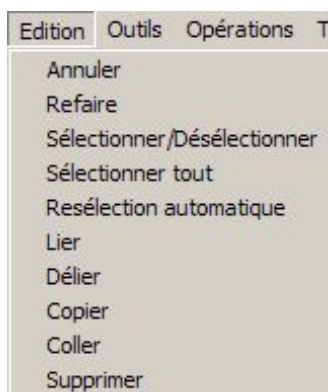 Edition Outils Opérations T
Annuler
Refaire
Sélectionner/Désélectionner
Sélectionner tout
Resélection automatique
Lier
Délier
Copier
Coller
Supprimer